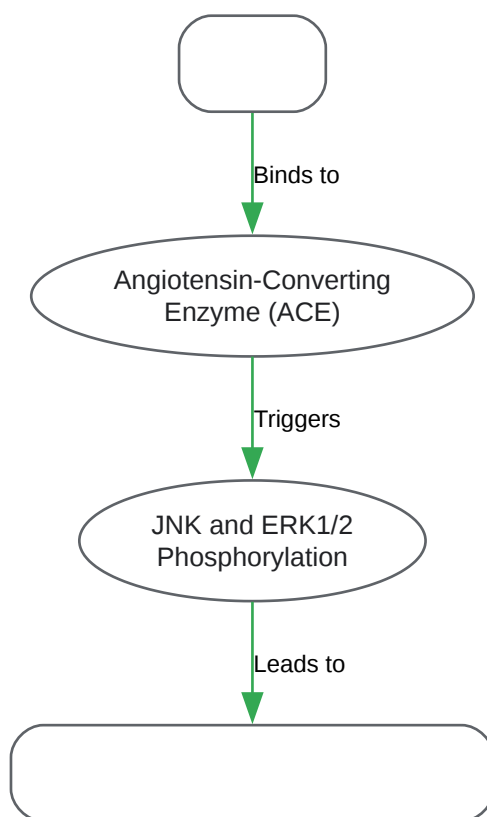 Binds to
Angiotensin-Converting
Enzyme (ACE)
Triggers
JNK and ERK1/2
Phosphorylation
Leads to